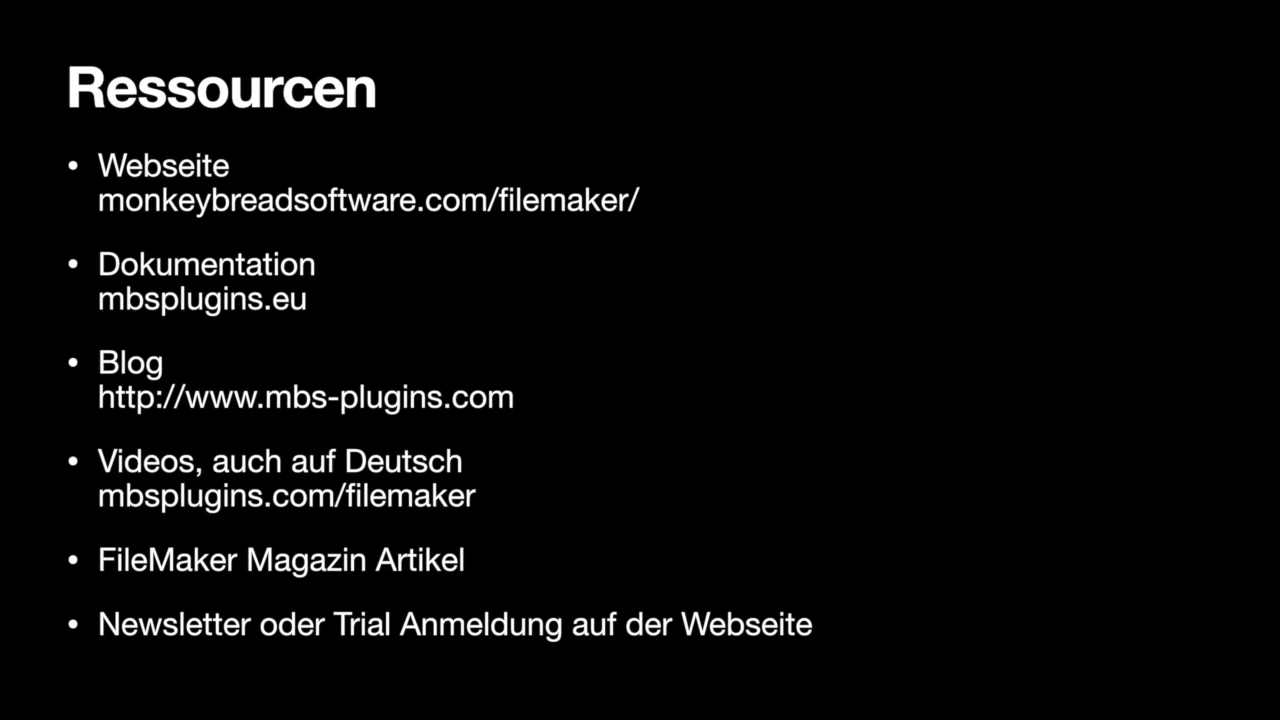 Ressourcen
• Webseite
monkeybreadsoftware.com/filemaker/
• Dokumentation
mbsplugins.eu
• Blog
http://www.mbs-plugins.com
• Videos, auch auf Deutsch
mbsplugins.com/filemaker
• FileMaker Magazin Artikel
• Newsletter oder Trial Anmeldung auf der Webseite